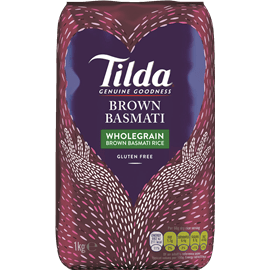 Tilda
GENUINE GOODNESS
BROWN
BASMATI
WHOLEGRAIN
BROWN BASMATI RICE
GLUTEN FREE
1kg e